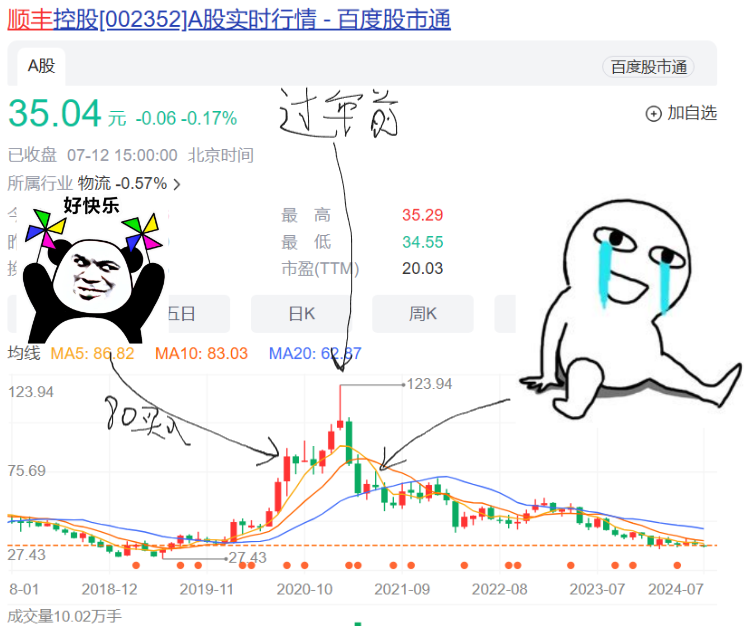 顺丰控股[002352]A股实时行情 - 百度股市通
A股
百度股市通
35.04 元 -0.06 -0.17%
过年前
加自选
已收盘 07-12 15:00:00 北京时间
所属行业 物流 -0.57%
好快乐
最高 35.29
最低 34.55
市盈(TTM) 20.03
五日 日K 周K
均线 MA5: 86.82 MA10: 83.03 MA20: 62.87
123.94
123.94
80买入
75.69
27.43
27.43
8-01 2018-12 2019-11 2020-10 2021-09 2022-08 2023-07 2024-07
成交量10.02万手